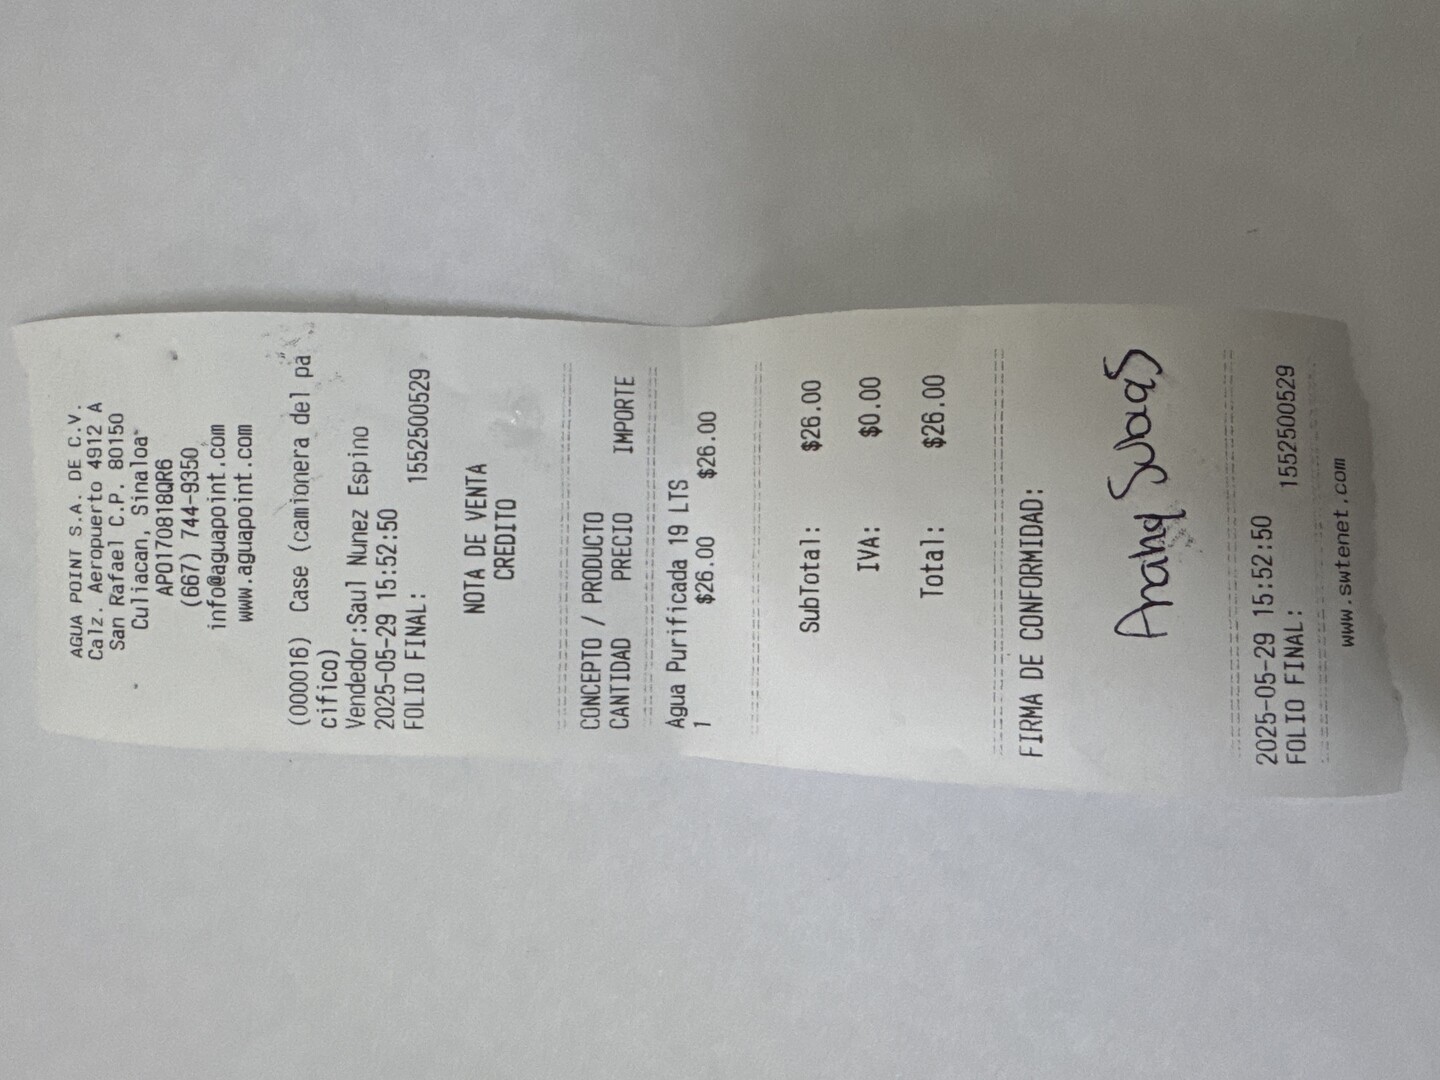 AGUA POINT S.A. DE C.V.
Calz. Aeropuerto 4912 A
San Rafael C.P. 80150
Culiacan, Sinaloa
APO170818QR6
(667) 744-9350
info@aguapoint.com
www.aguapoint.com
(000016) Case (camionera del pa
cifico)
Vendedor:Saul Nunez Espino
2025-05-29 15:52:50
FOLIO FINAL: 1552500529
NOTA DE VENTA
CREDITO
CONCEPTO / PRODUCTO
CANTIDAD PRECIO IMPORTE
Agua Purificada 19 LTS
1 $26.00 $26.00
SubTotal: $26.00
IVA: $0.00
Total: $26.00
FIRMA DE CONFORMIDAD:
Anahy
2025-05-29 15:52:50
FOLIO FINAL: 1552500529
www.swtenet.com